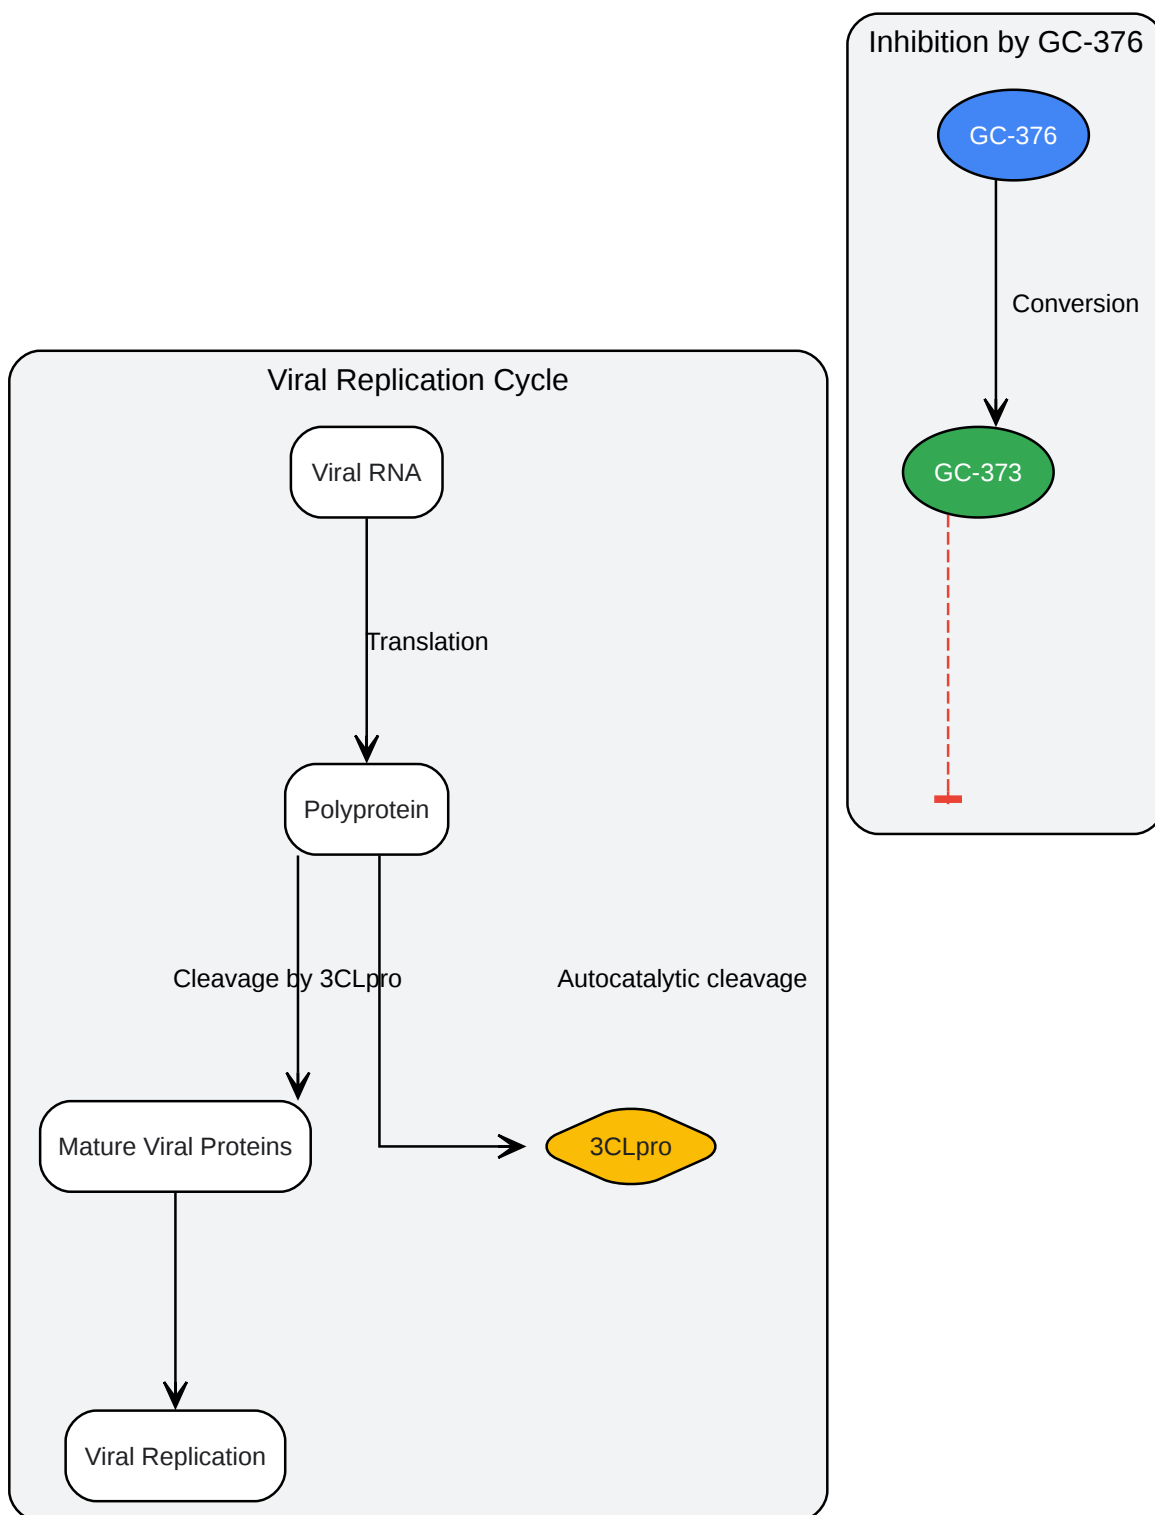 Inhibition by GC-376
GC-376
Conversion
GC-373
Viral Replication Cycle
Viral RNA
Translation
Polyprotein
Cleavage by 3CLpro
Autocatalytic cleavage
Mature Viral Proteins
3CLpro
Viral Replication